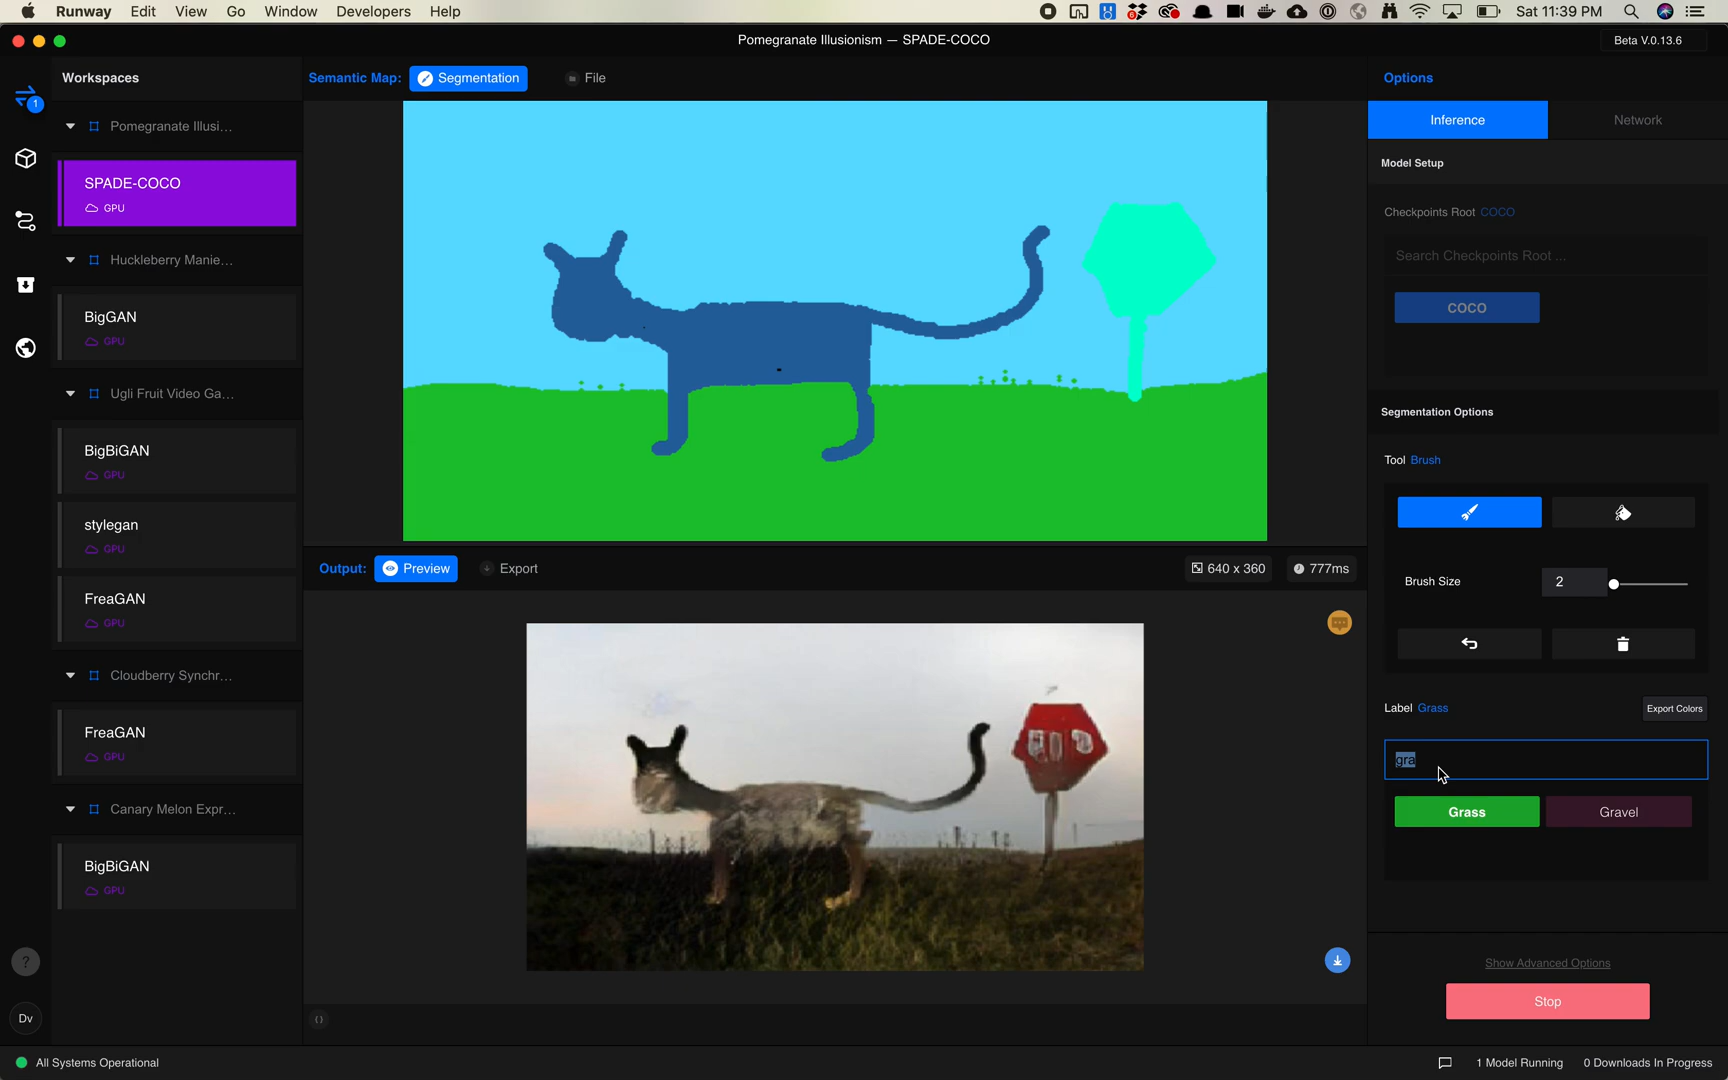 Runway Edit View Go Window Developers Help
Sat 11:39 PM
Pomegranate Illusionism — SPADE-COCO
Beta V.0.13.6
1
Workspaces
Pomegranate Illusi...
SPADE-COCO
GPU
Huckleberry Manie...
BigGAN
GPU
Ugli Fruit Video Ga...
BigBiGAN
GPU
stylegan
GPU
FreaGAN
GPU
Cloudberry Synchr...
FreaGAN
GPU
Canary Melon Expr...
BigBiGAN
GPU
?
Dv
Semantic Map: Segmentation File
Output: Preview Export
640 x 360 777ms
Options
Inference Network
Model Setup
Checkpoints Root COCO
Search Checkpoints Root ...
COCO
Segmentation Options
Tool Brush
Brush Size 2
Label Grass Export Colors
gra
Grass Gravel
Show Advanced Options
Stop
All Systems Operational
1 Model Running 0 Downloads In Progress